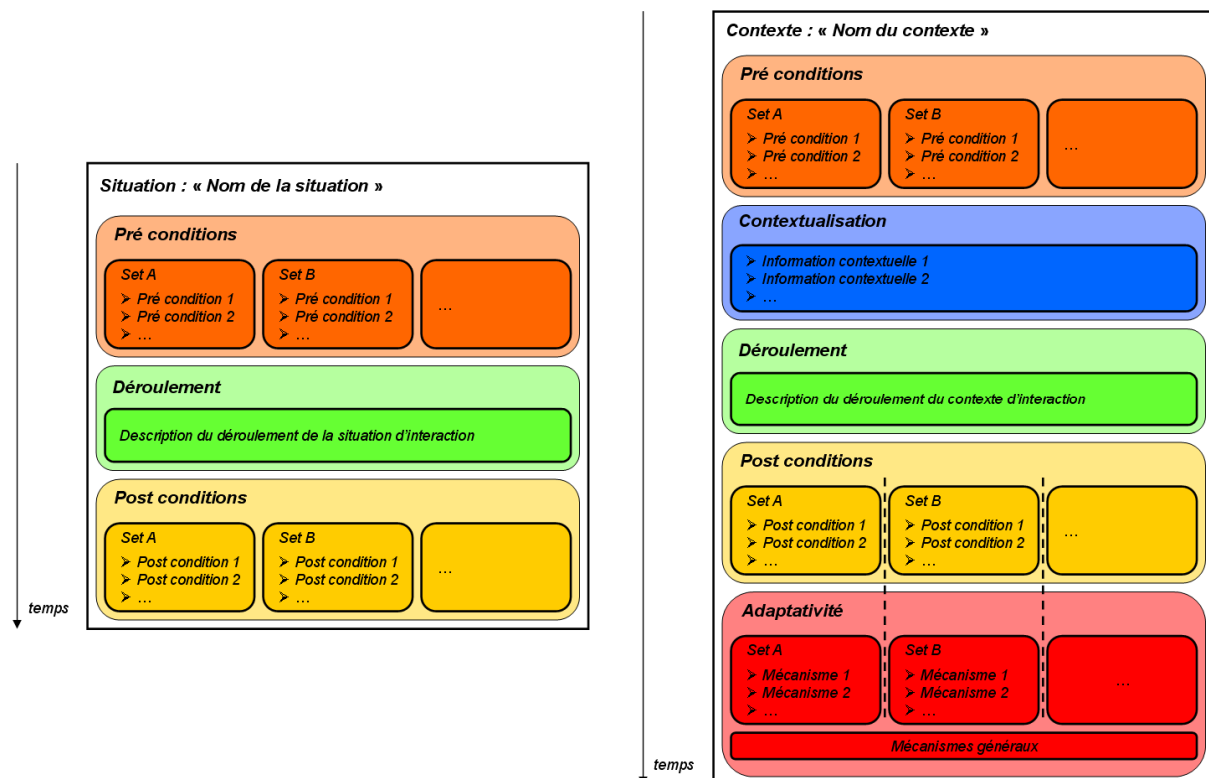 Situation : « Nom de la situation »
Pré conditions
Set A
➢ Pré condition 1
➢ Pré condition 2
➢ …
Set B
➢ Pré condition 1
➢ Pré condition 2
➢ …
…
Déroulement
Description du déroulement de la situation d'interaction
Post conditions
Set A
➢ Post condition 1
➢ Post condition 2
➢ …
Set B
➢ Post condition 1
➢ Post condition 2
➢ …
…
temps
Contexte : « Nom du contexte »
Pré conditions
Set A
➢ Pré condition 1
➢ Pré condition 2
➢ …
Set B
➢ Pré condition 1
➢ Pré condition 2
➢ …
…
Contextualisation
➢ Information contextuelle 1
➢ Information contextuelle 2
➢ …
Déroulement
Description du déroulement du contexte d'interaction
Post conditions
Set A
➢ Post condition 1
➢ Post condition 2
➢ …
Set B
➢ Post condition 1
➢ Post condition 2
➢ …
…
Adaptativité
Set A
➢ Mécanisme 1
➢ Mécanisme 2
➢ …
Set B
➢ Mécanisme 1
➢ Mécanisme 2
➢ …
…
Mécanismes généraux
temps